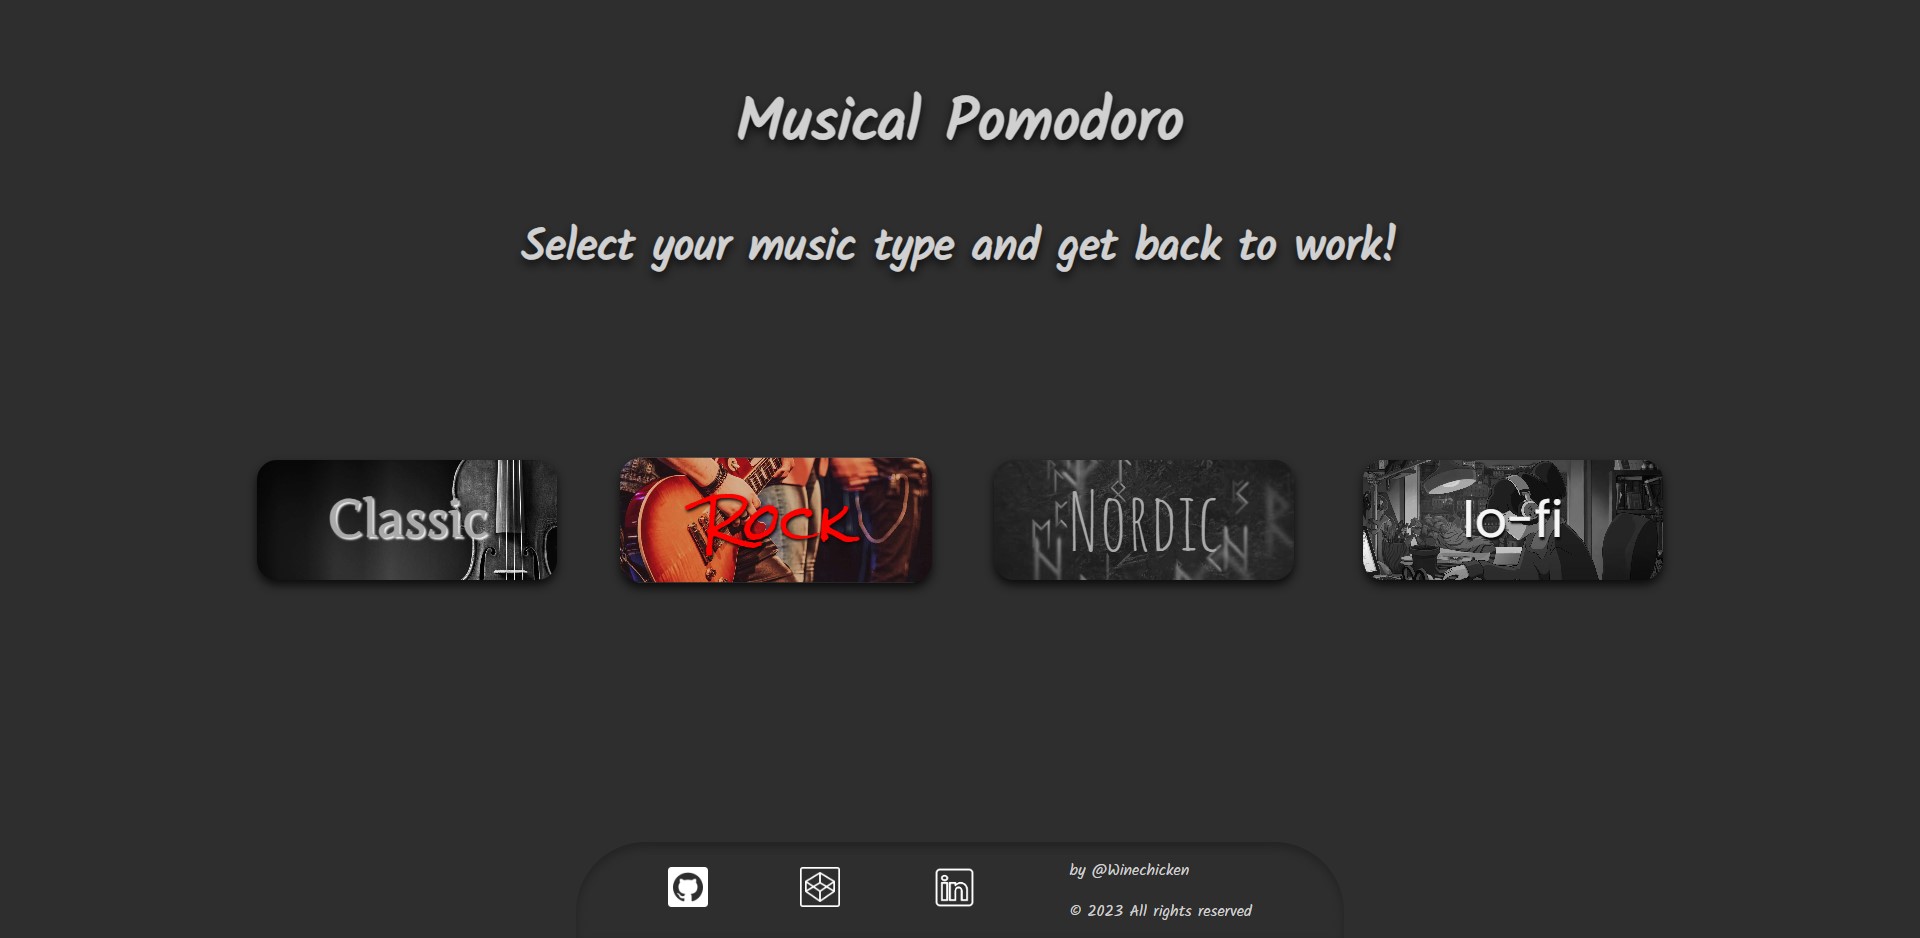 Musical Pomodoro
Select your music type and get back to work!
Classic
Rock
Nordic
lo-fi
in
by @Winechicken
© 2023 All rights reserved